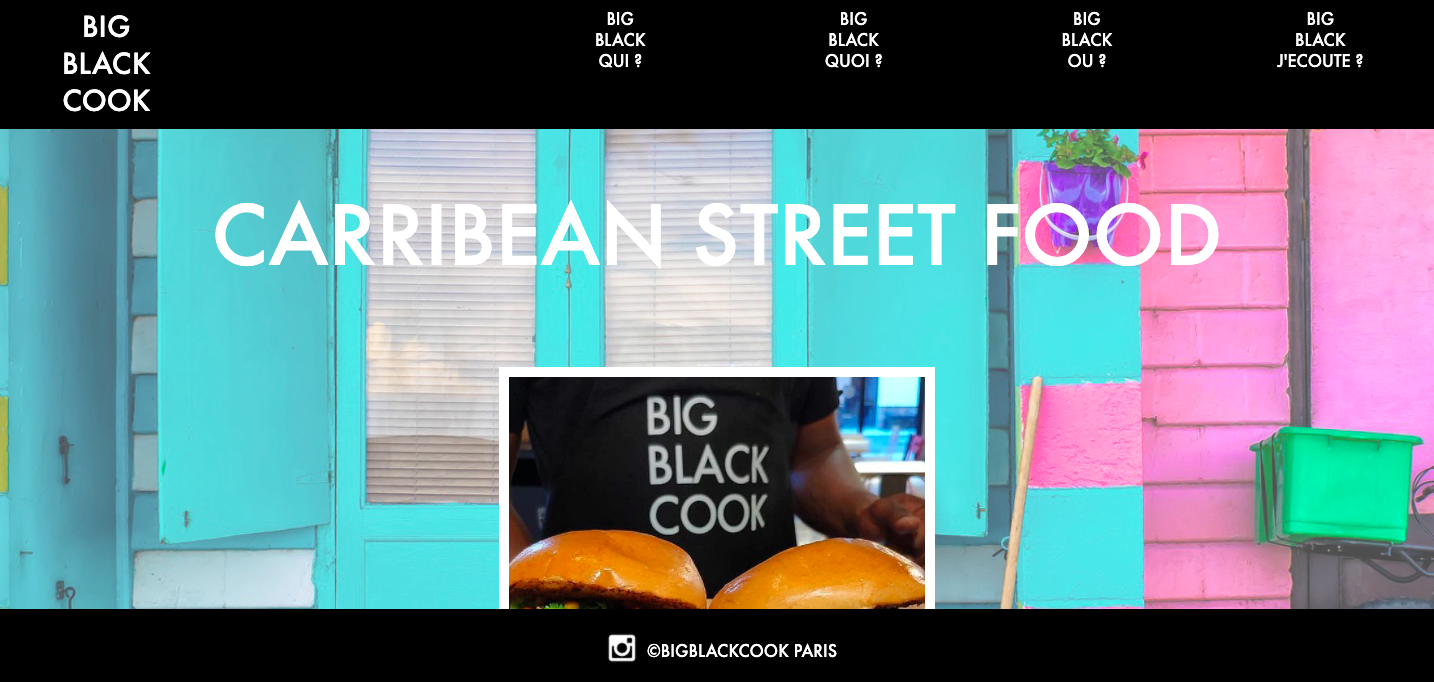 BIG
BLACK
COOK
BIG
BLACK
QUI ?
BIG
BLACK
QUOI ?
BIG
BLACK
OU ?
BIG
BLACK
J'ECOUTE ?
CARRIBEAN STREET FOOD
BIG
BLACK
COOK
©BIGBLACKCOOK PARIS